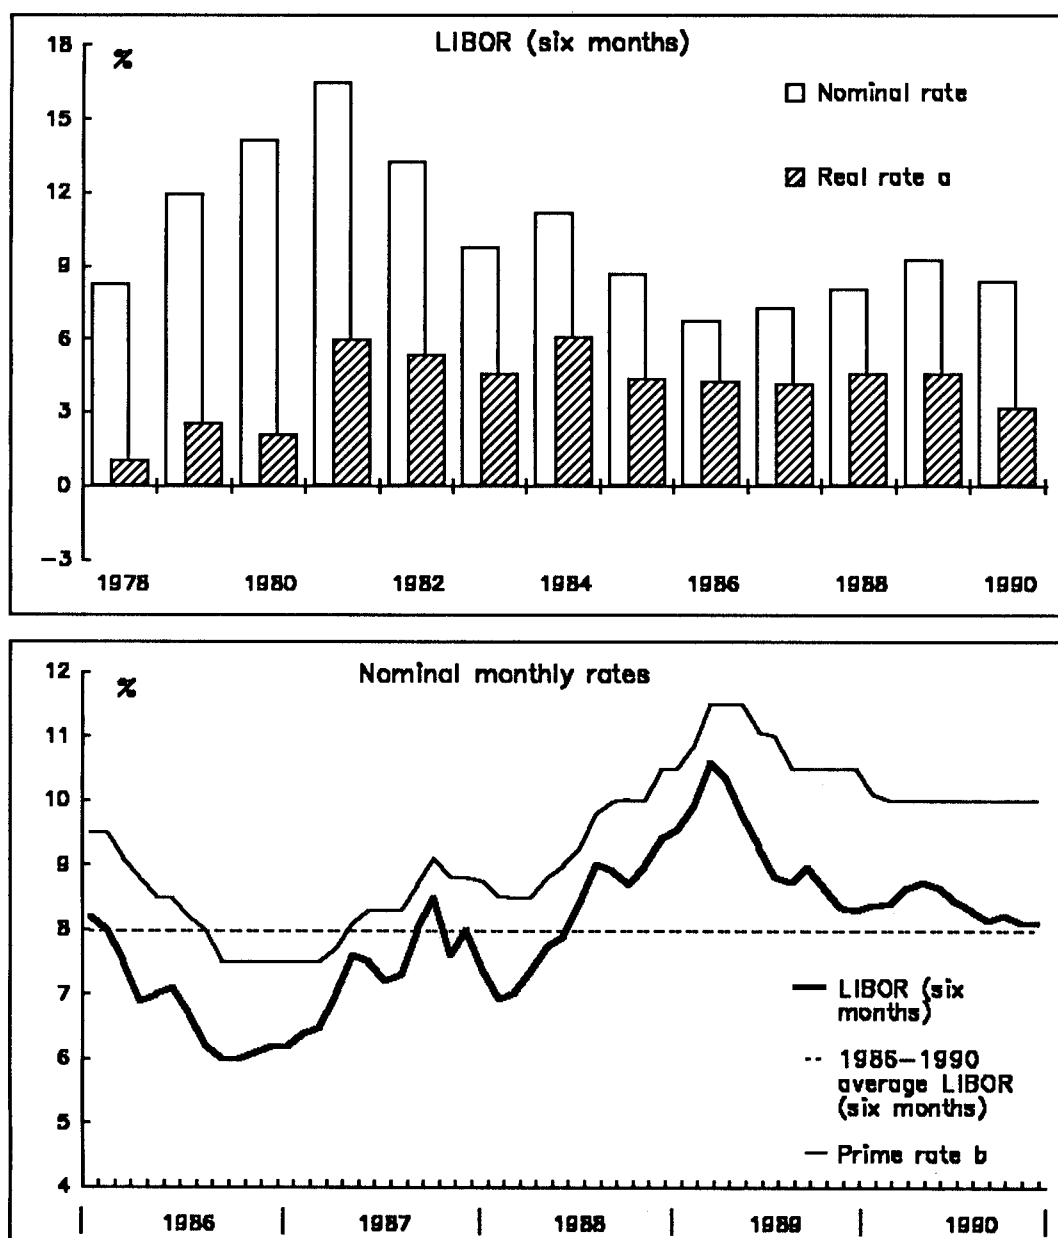 LIBOR (six months)
%
18
15
12
9
6
3
0
-3
Nominal rate
Real rate a
1978 1980 1982 1984 1986 1988 1990
Nominal monthly rates
%
12
11
10
9
8
7
6
5
4
LIBOR (six
months)
1986-1990
average LIBOR
(six months)
Prime rate b
1986 1987 1988 1989 1990